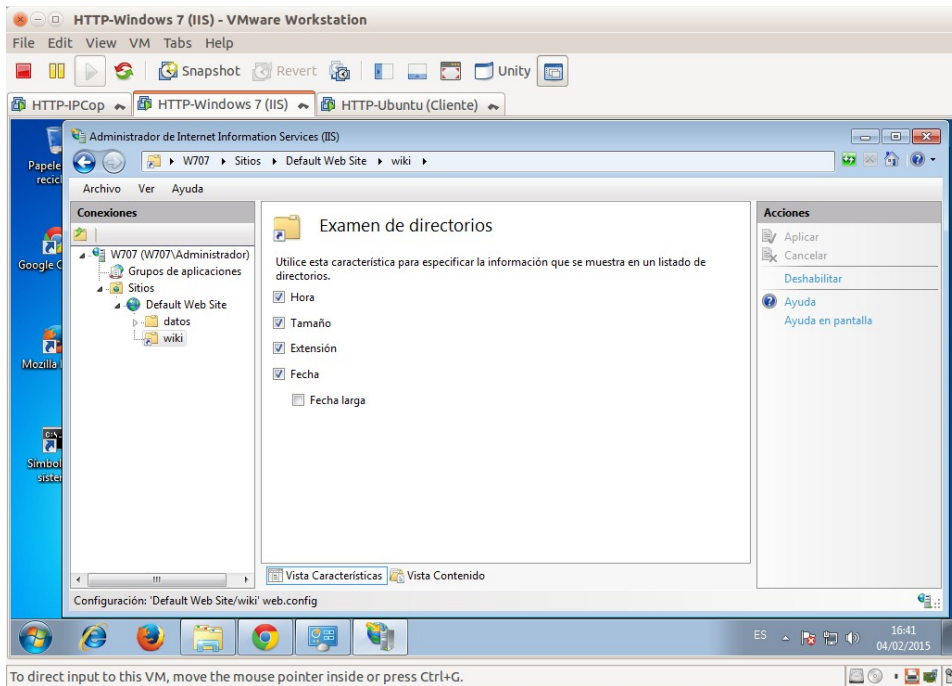 HTTP-Windows 7 (IIS) - VMware Workstation
File Edit View VM Tabs Help
Snapshot Revert Unity
HTTP-IPCop HTTP-Windows 7 (IIS) HTTP-Ubuntu (Cliente)
Administrador de Internet Information Services (IIS)
W707 Sitios Default Web Site wiki
Archivo Ver Ayuda
Conexiones
W707 (W707\Administrador)
Grupos de aplicaciones
Sitios
Default Web Site
datos
wiki
Examen de directorios
Utilice esta característica para especificar la información que se muestra en un listado de
directorios.
Hora
Tamaño
Extensión
Fecha
Fecha larga
Vista Características Vista Contenido
Acciones
Aplicar
Cancelar
Deshabilitar
Ayuda
Ayuda en pantalla
Configuración: 'Default Web Site/wiki' web.config
Papele
recicl
Google C
Mozilla
Símbol
sister
ES 16:41
04/02/2015
To direct input to this VM, move the mouse pointer inside or press Ctrl+G.